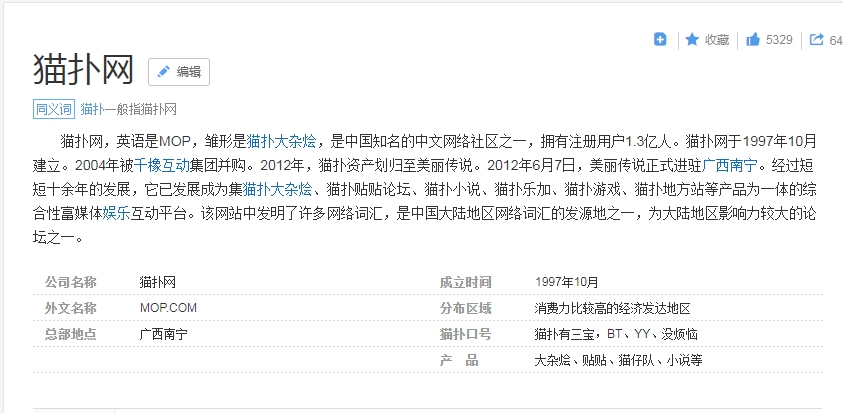 收藏 5329 64
猫扑网 编辑
同义词 猫扑一般指猫扑网
猫扑网，英语是MOP，雏形是猫扑大杂烩，是中国知名的中文网络社区之一，拥有注册用户1.3亿人。猫扑网于1997年10月
建立。2004年被千橡互动集团并购。2012年，猫扑资产划归至美丽传说。2012年6月7日，美丽传说正式进驻广西南宁。经过短
短十余年的发展，它已发展成为集猫扑大杂烩、猫扑贴贴论坛、猫扑小说、猫扑乐加、猫扑游戏、猫扑地方站等产品为一体的综
合性富媒体娱乐互动平台。该网站中发明了许多网络词汇，是中国大陆地区网络词汇的发源地之一，为大陆地区影响力较大的论
坛之一。
公司名称 猫扑网 成立时间 1997年10月
外文名称 MOP.COM 分布区域 消费力比较高的经济发达地区
总部地点 广西南宁 猫扑口号 猫扑有三宝，BT、YY、没烦恼
产 品 大杂烩、贴贴、猫仔队、小说等